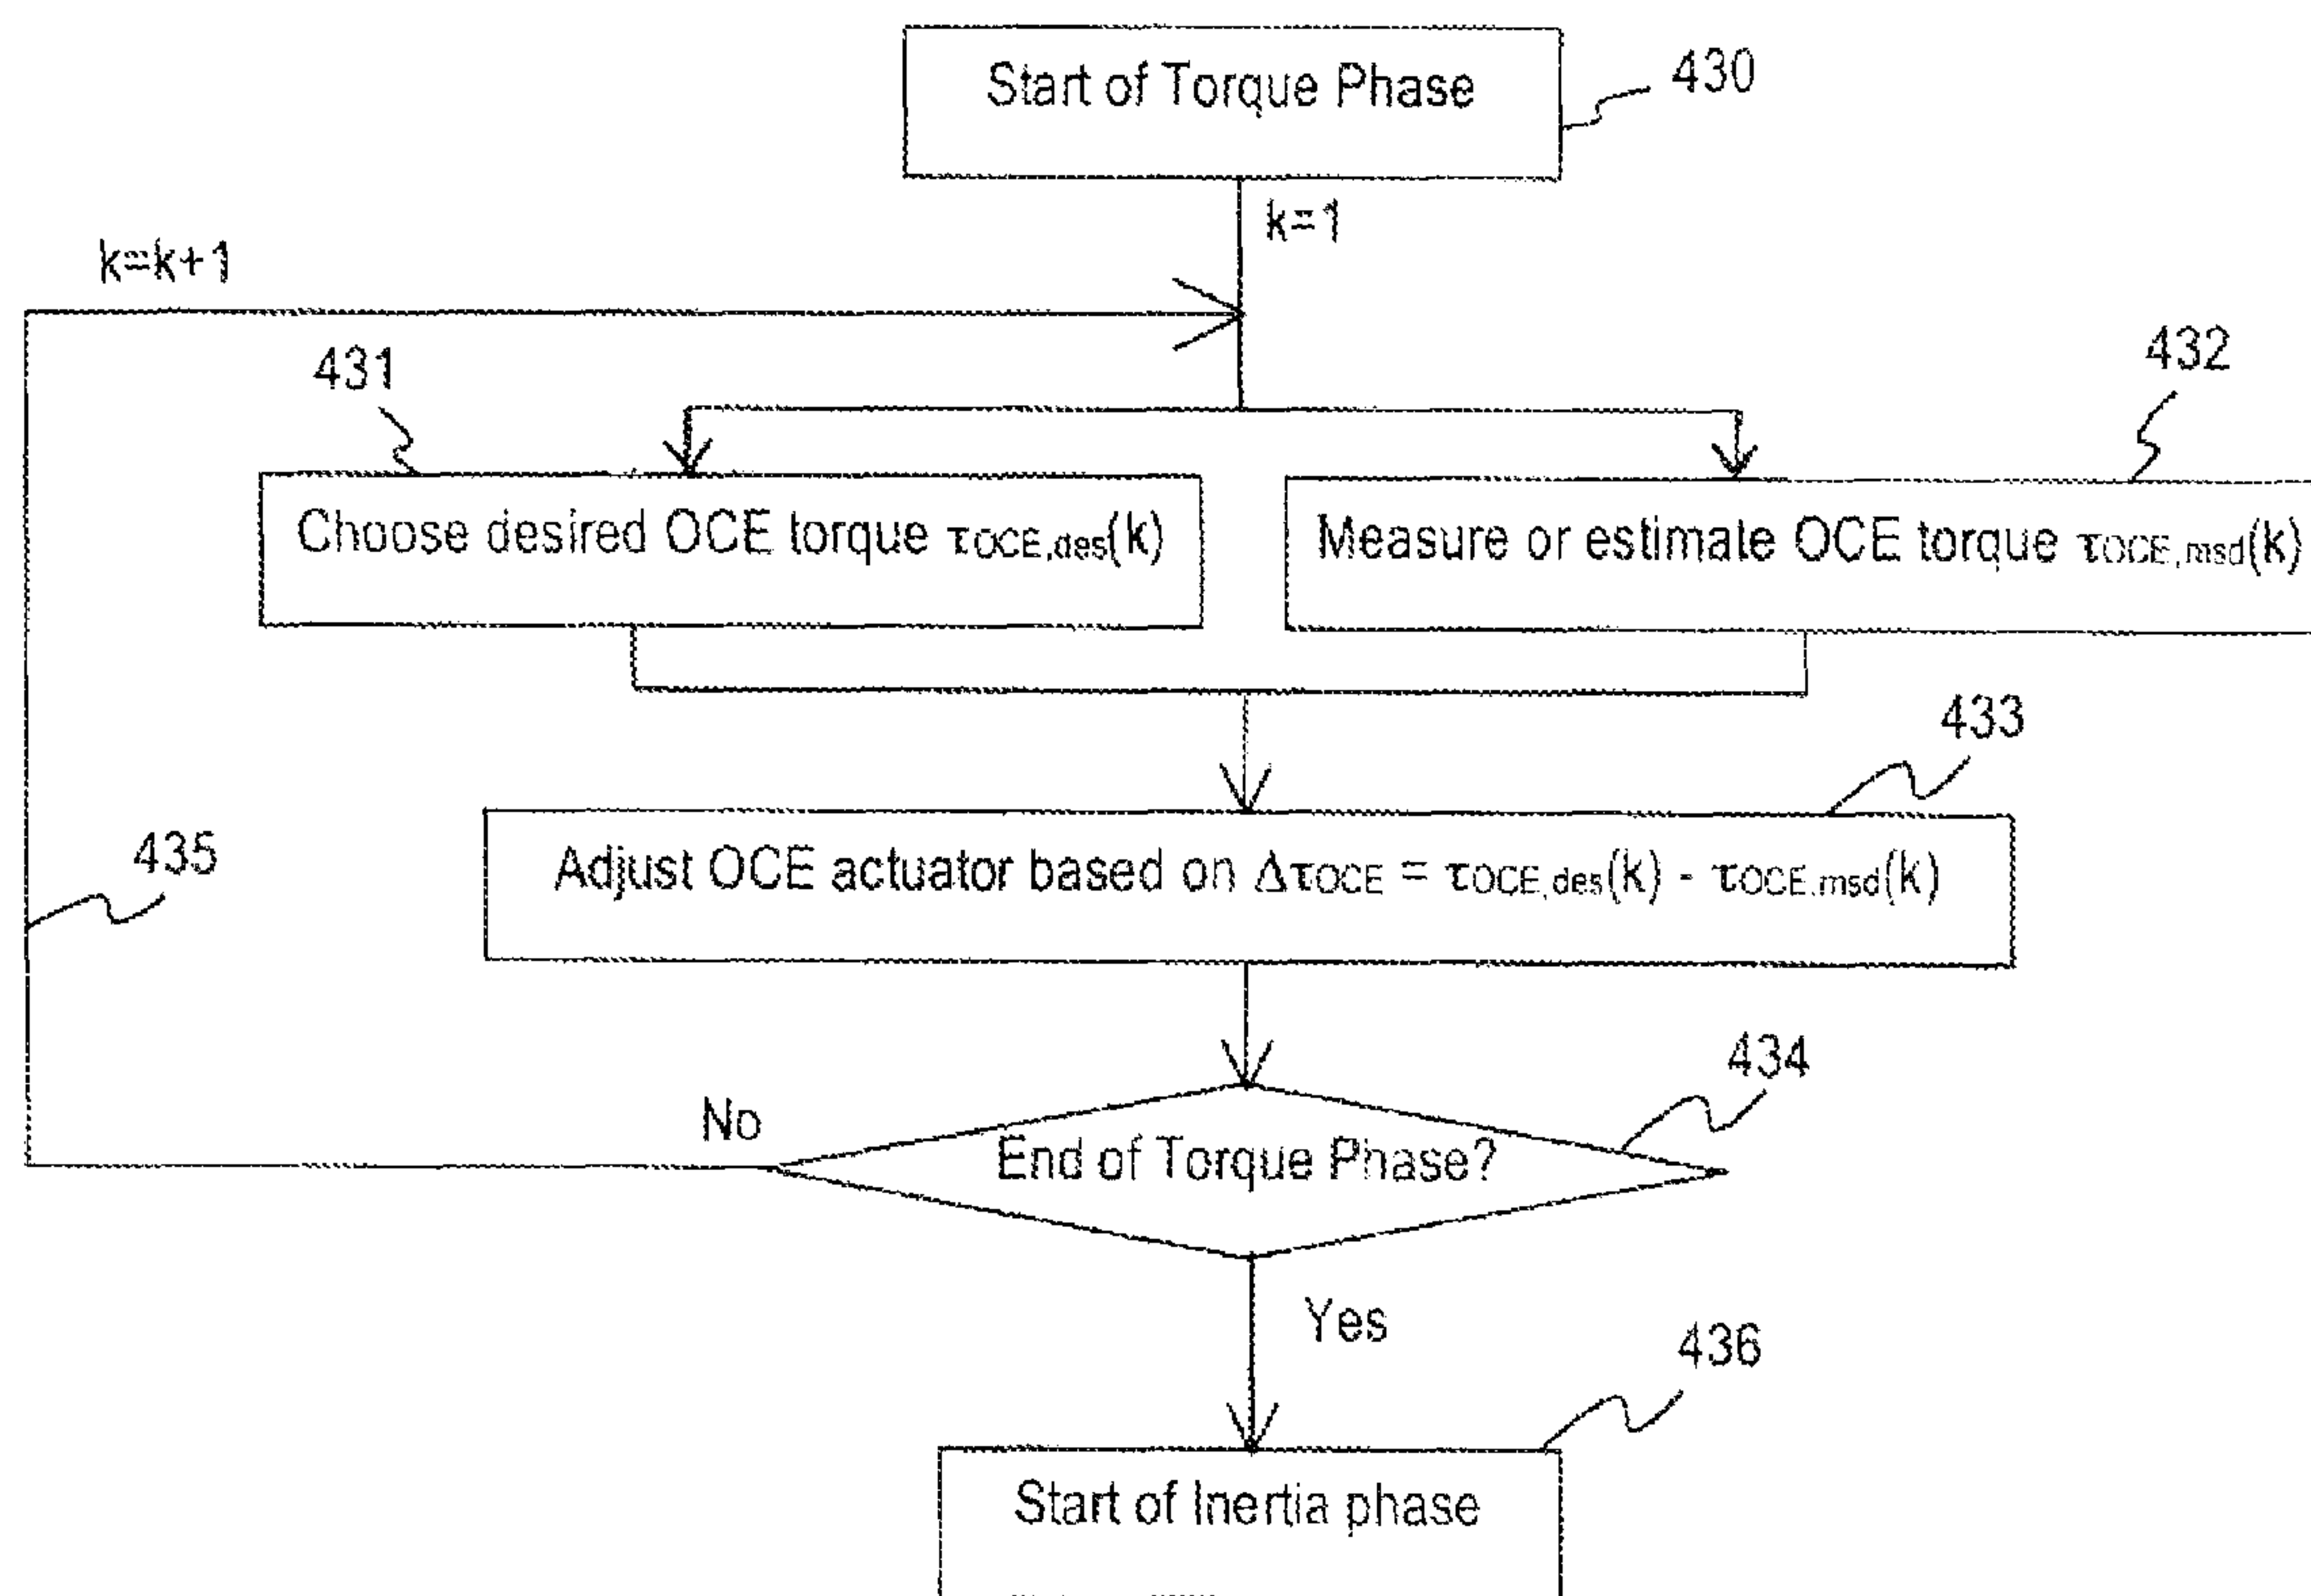 Start of Torque Phase
430
k=1
k=k+1
431
432
Choose desired OCE torque τOCE,des(k)
Measure or estimate OCE torque τOCE,msd(k)
433
Adjust OCE actuator based on ΔτOCE = τOCE,des(k) - τOCE,msd(k)
435
434
No
End of Torque Phase?
Yes
436
Start of Inertia phase